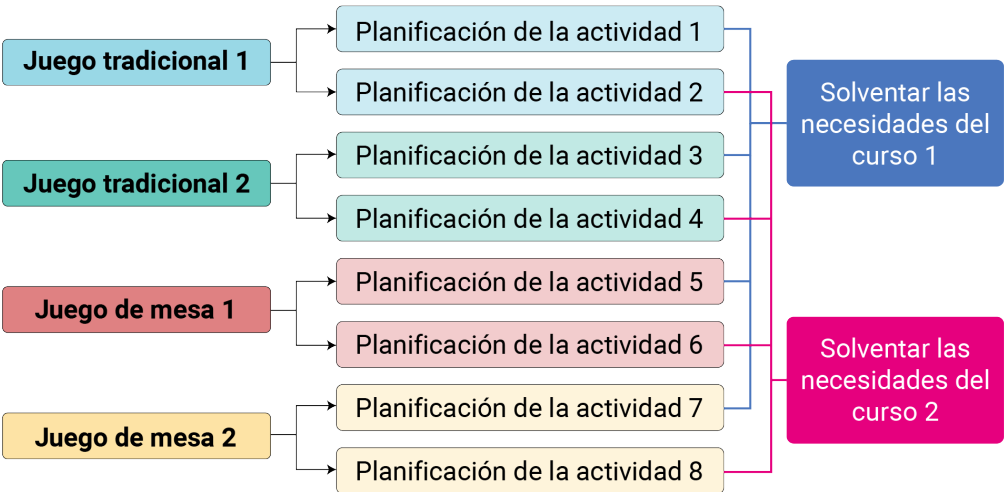 Juego tradicional 1
Planificación de la actividad 1
Planificación de la actividad 2
Juego tradicional 2
Planificación de la actividad 3
Planificación de la actividad 4
Juego de mesa 1
Planificación de la actividad 5
Planificación de la actividad 6
Juego de mesa 2
Planificación de la actividad 7
Planificación de la actividad 8
Solventar las
necesidades del
curso 1
Solventar las
necesidades del
curso 2